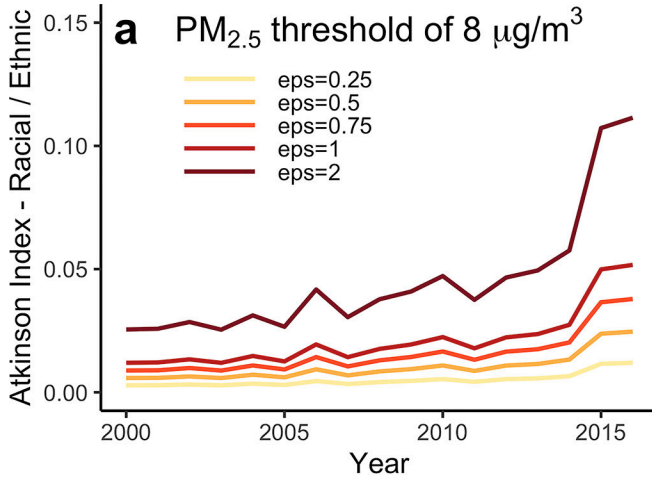 a PM2.5 threshold of 8 μg/m³
eps=0.25
eps=0.5
eps=0.75
eps=1
eps=2
Atkinson Index - Racial / Ethnic
0.15
0.10
0.05
0.00
2000 2005 2010 2015
Year